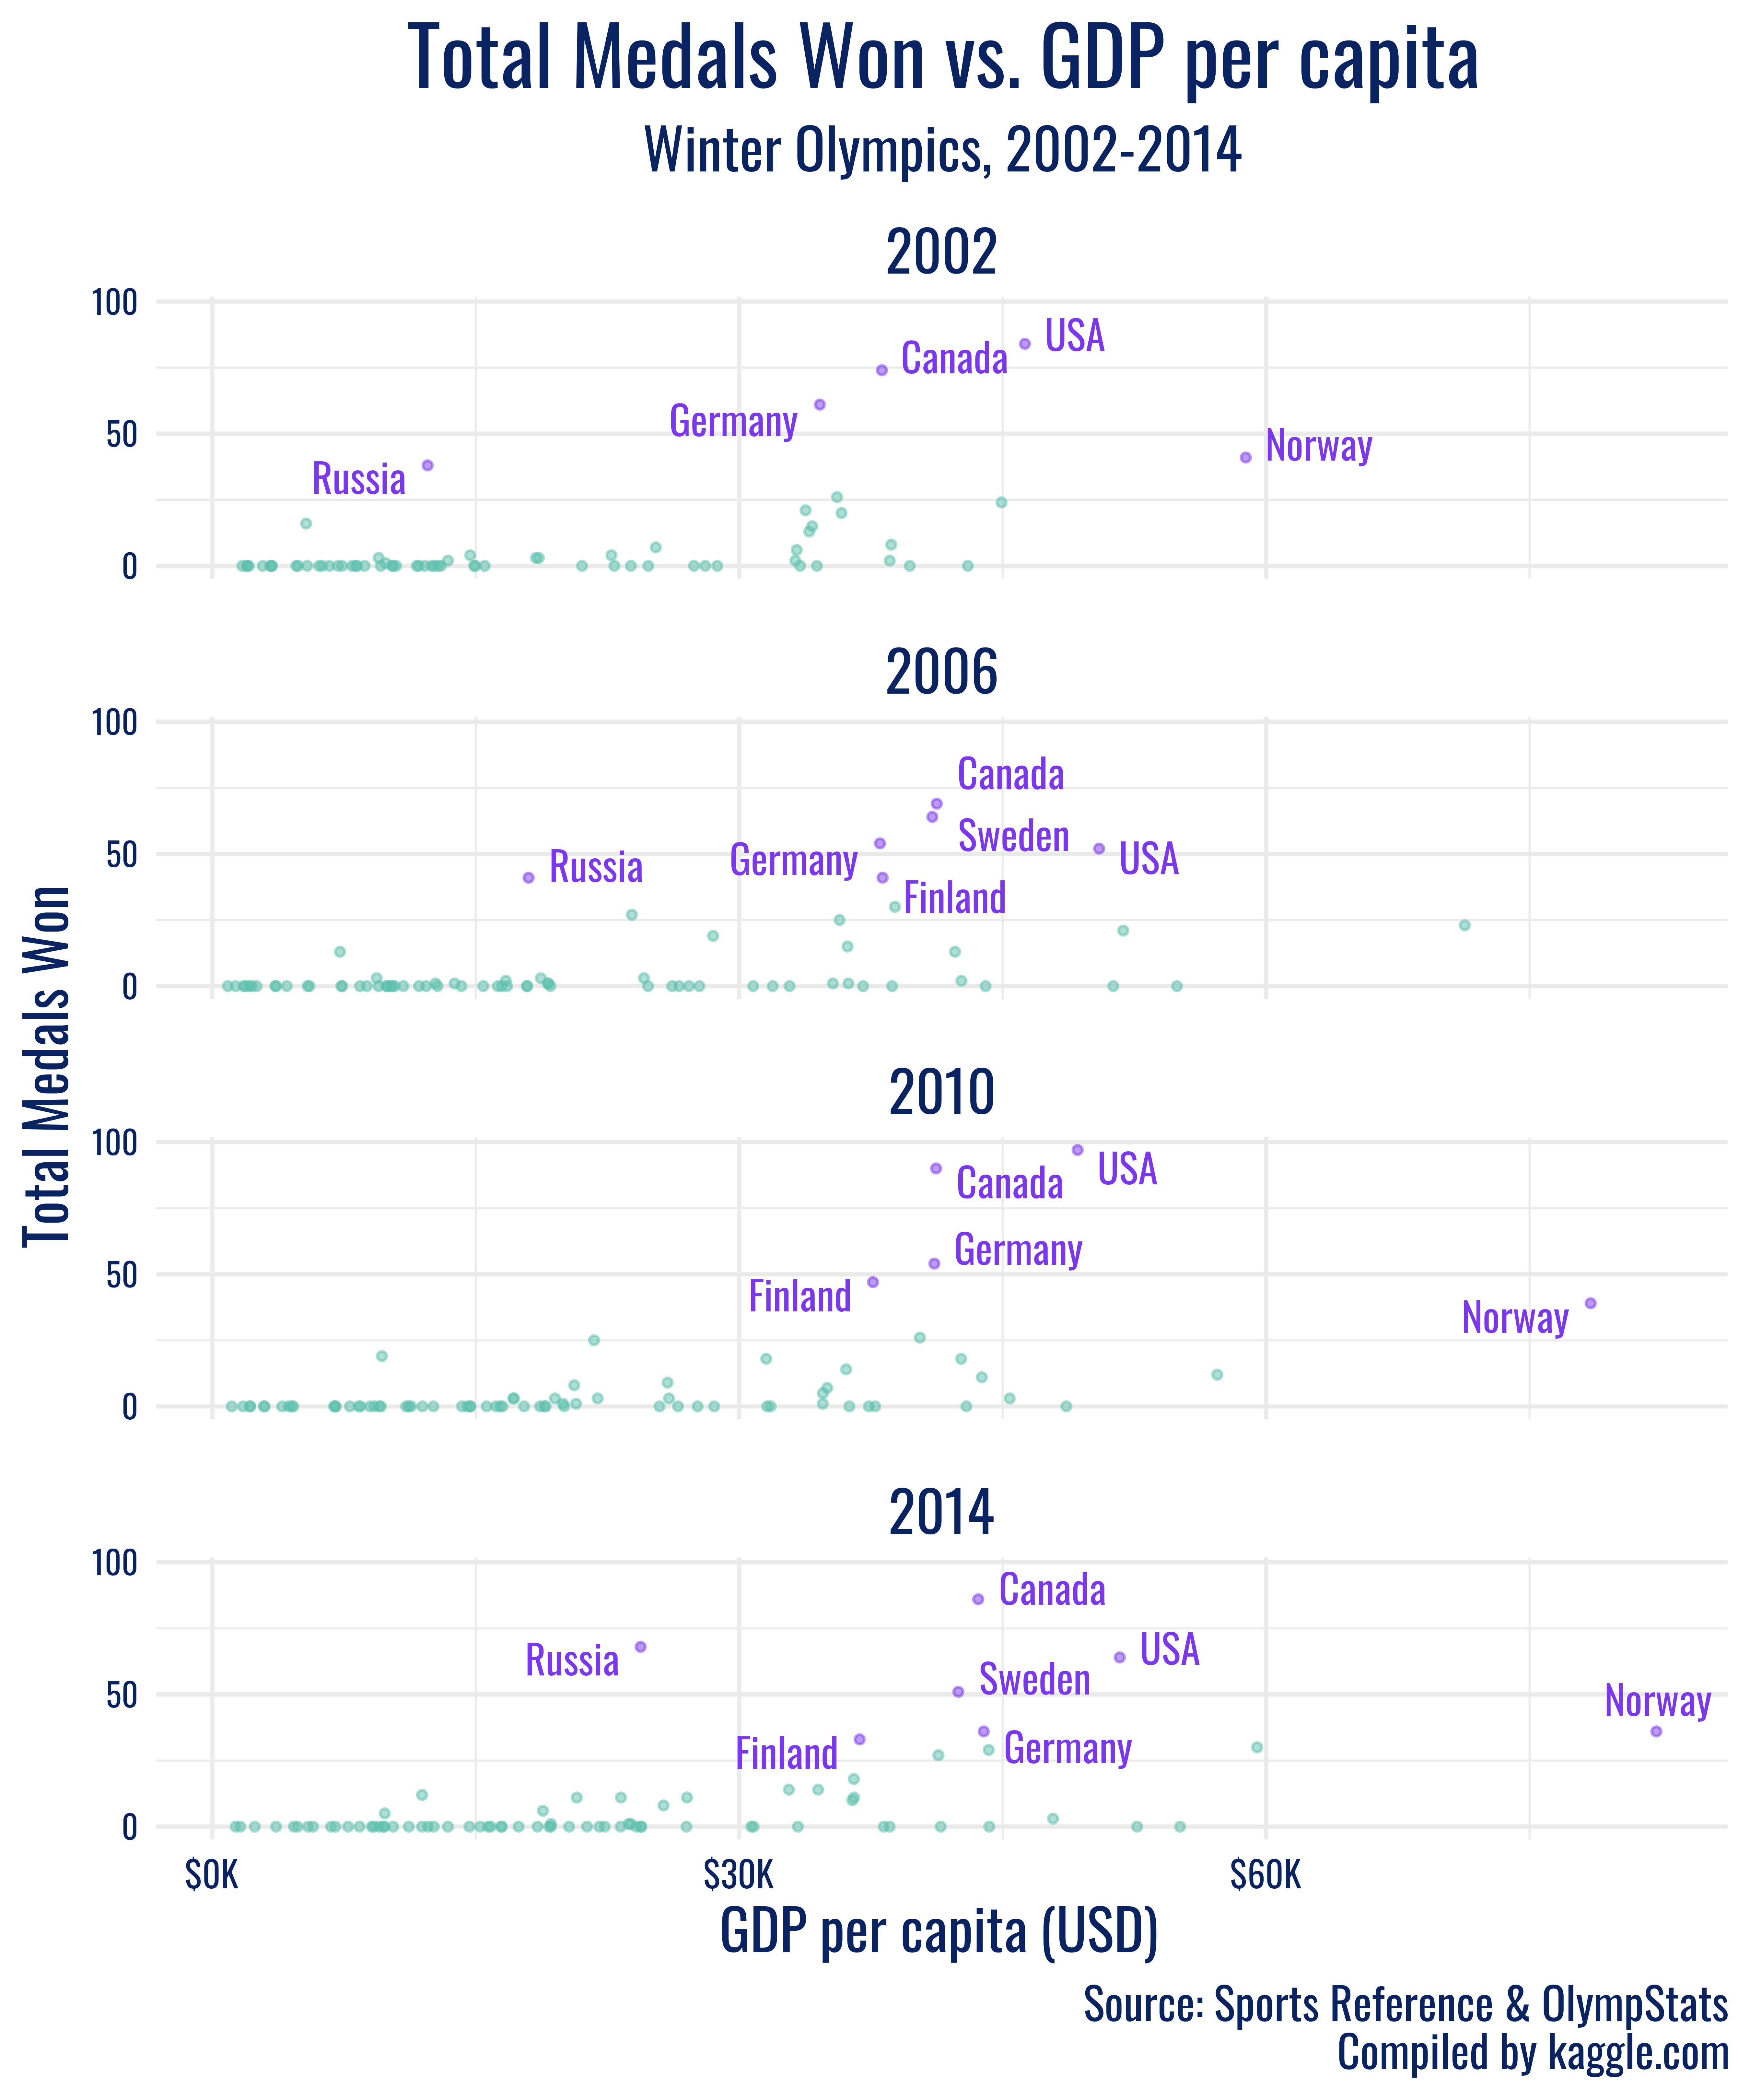 Total Medals Won vs. GDP per capita
Winter Olympics, 2002-2014
Total Medals Won
2002
100
50
0
USA
Canada
Germany
Norway
Russia
2006
100
50
0
Canada
Sweden
USA
Germany
Russia
Finland
2010
100
50
0
USA
Canada
Germany
Finland
Norway
2014
100
50
0
Canada
USA
Russia
Sweden
Norway
Germany
Finland
$0K
$30K
$60K
GDP per capita (USD)
Source: Sports Reference & OlympStats
Compiled by kaggle.com